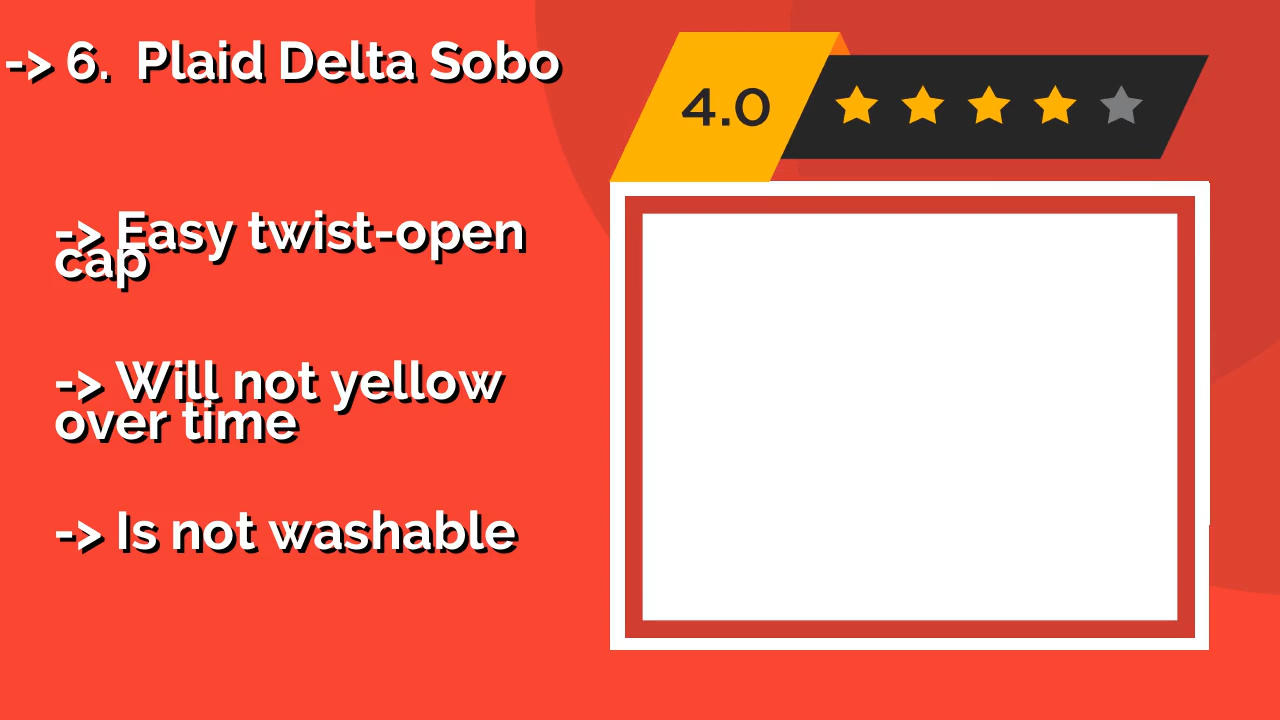 -> 6.  Plaid Delta Sobo
4.0
-> Easy twist-open
cap
-> Will not yellow
over time
-> Is not washable